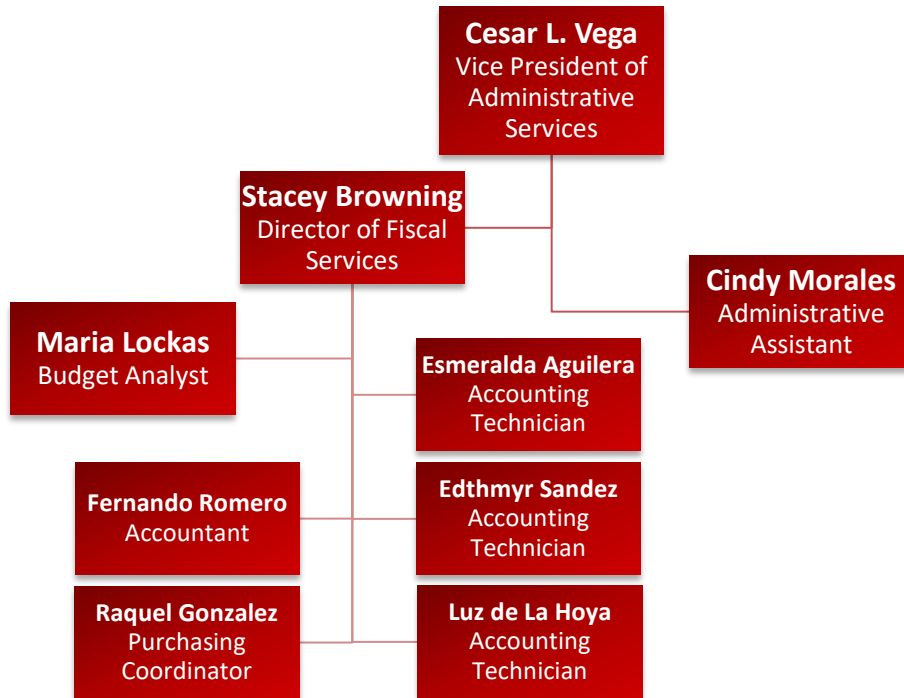 Cesar L. Vega
Vice President of
Administrative
Services
Stacey Browning
Director of Fiscal
Services
Cindy Morales
Administrative
Assistant
Maria Lockas
Budget Analyst
Esmeralda Aguilera
Accounting
Technician
Fernando Romero
Accountant
Edthmyr Sandez
Accounting
Technician
Raquel Gonzalez
Purchasing
Coordinator
Luz de La Hoya
Accounting
Technician